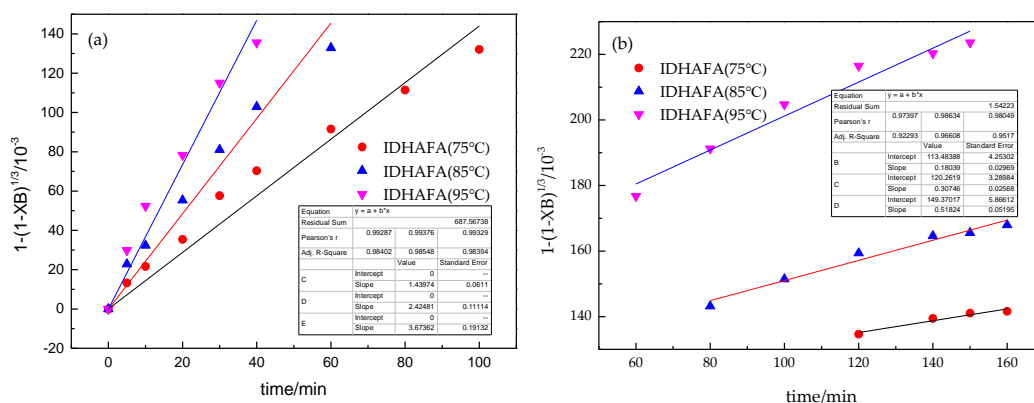 (a)
1-(1-XB)^1/3/10^-3
140
120
100
80
60
40
20
0
-20
IDHAFA(75℃)
IDHAFA(85℃)
IDHAFA(95℃)
Equation y = a + b*x
Residual Sum 687.56738
Pearson's r 0.99287 0.99376 0.99329
Adj. R-Square 0.98402 0.98548 0.98394
Value Standard Error
C Intercept 0 --
Slope 1.43974 0.0611
D Intercept 0 --
Slope 2.42481 0.11114
E Intercept 0 --
Slope 3.67362 0.19132
0 20 40 60 80 100
time/min
(b)
1-(1-XB)^1/3/10^-3
220
200
180
160
140
IDHAFA(75℃)
IDHAFA(85℃)
IDHAFA(95℃)
Equation y = a + b*x
Residual Sum 1.54223
Pearson's r 0.97397 0.98634 0.98049
Adj. R-Square 0.92293 0.96608 0.9517
Value Standard Error
B Intercept 113.48388 4.25302
Slope 0.18039 0.02969
C Intercept 120.2619 3.28984
Slope 0.30746 0.02568
D Intercept 149.37017 5.86612
Slope 0.51824 0.05195
60 80 100 120 140 160
time/min